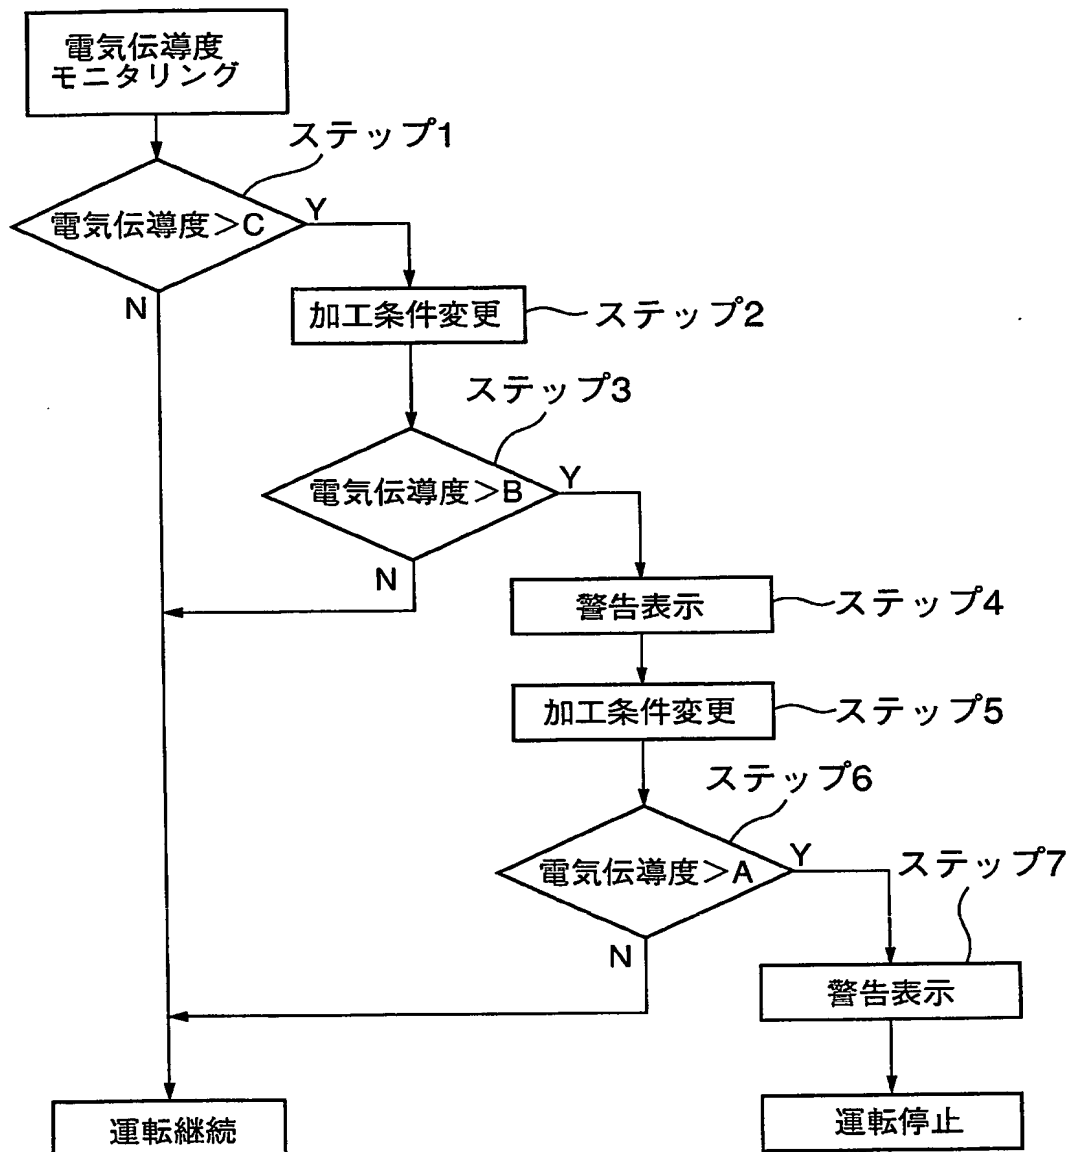 電気伝導度
モニタリング
ステップ1
電気伝導度>C
Y
N
加工条件変更
ステップ2
ステップ3
電気伝導度>B
Y
N
警告表示
ステップ4
加工条件変更
ステップ5
ステップ6
電気伝導度>A
Y
N
ステップ7
警告表示
運転継続
運転停止